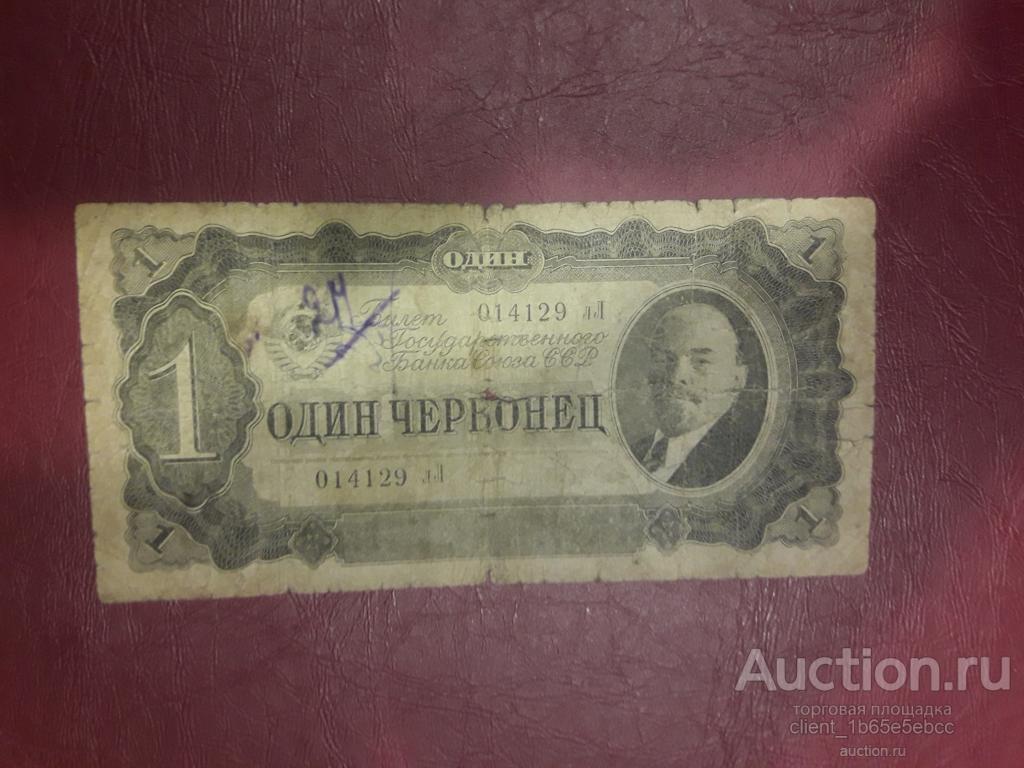 1
ОДИН
1
24
Билет 014129 лЛ
Государственного
Банка Союза ССР
1
ОДИН ЧЕРВОНЕЦ
014129 лЛ
1
1
Auction.ru
торговая площадка
client_1b65e5ebcc
auction.ru